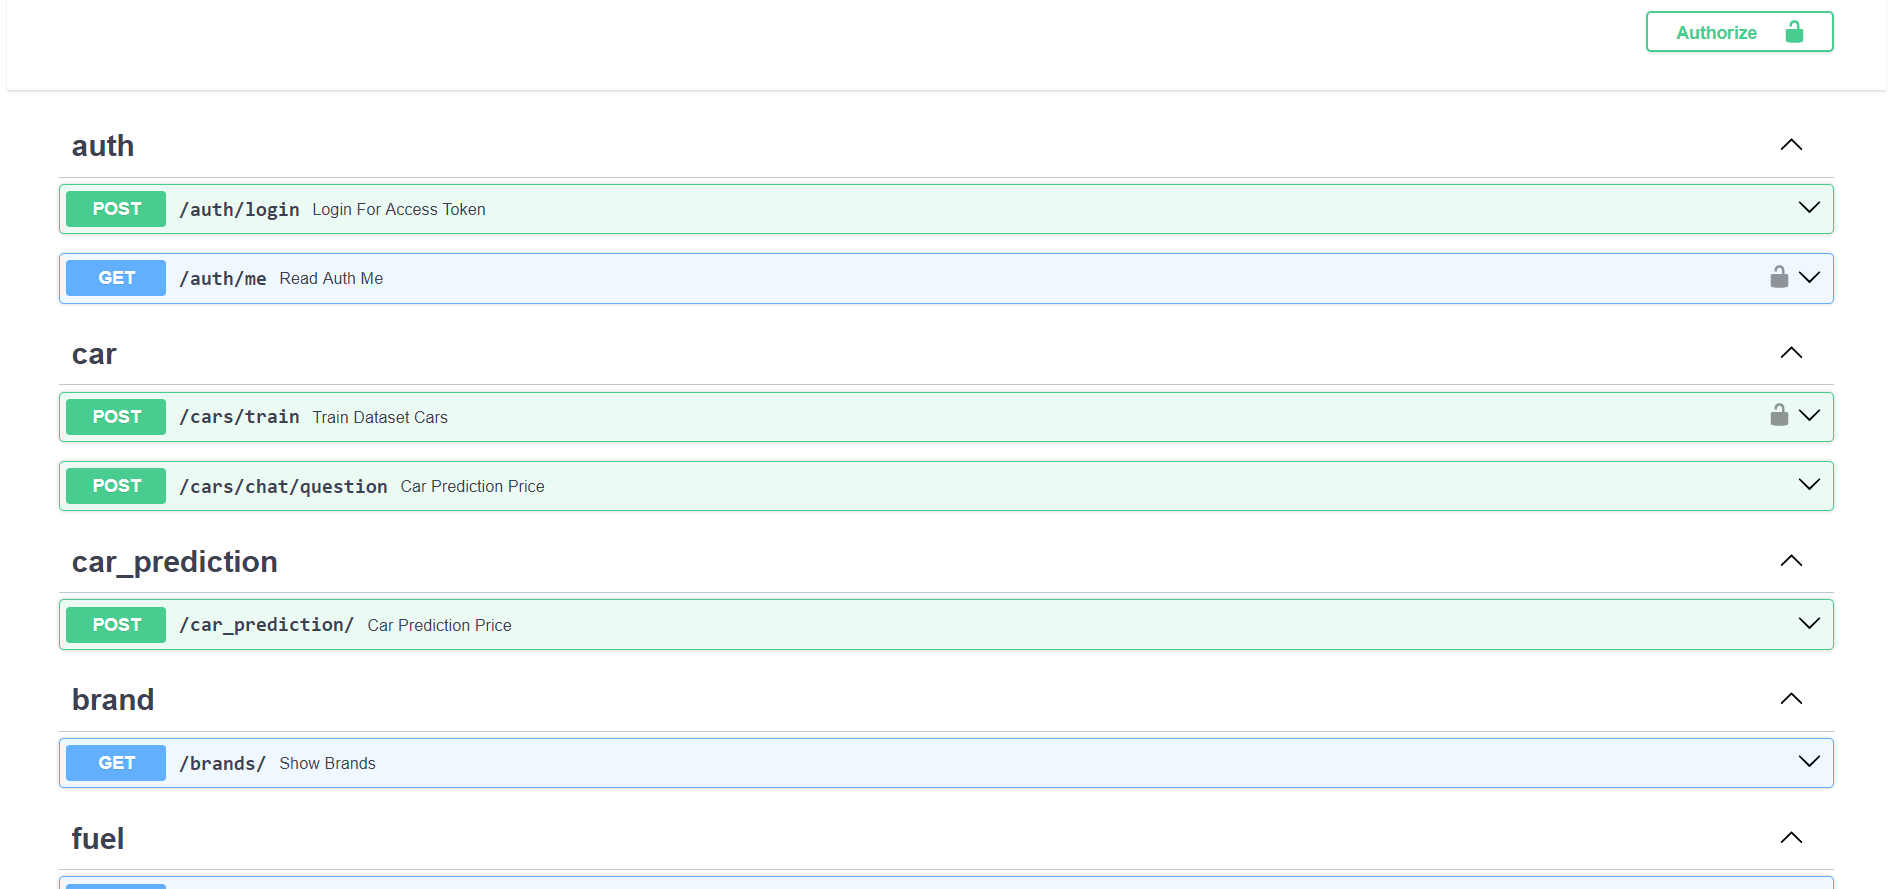 Authorize
auth
POST /auth/login Login For Access Token
GET /auth/me Read Auth Me
car
POST /cars/train Train Dataset Cars
POST /cars/chat/question Car Prediction Price
car_prediction
POST /car_prediction/ Car Prediction Price
brand
GET /brands/ Show Brands
fuel